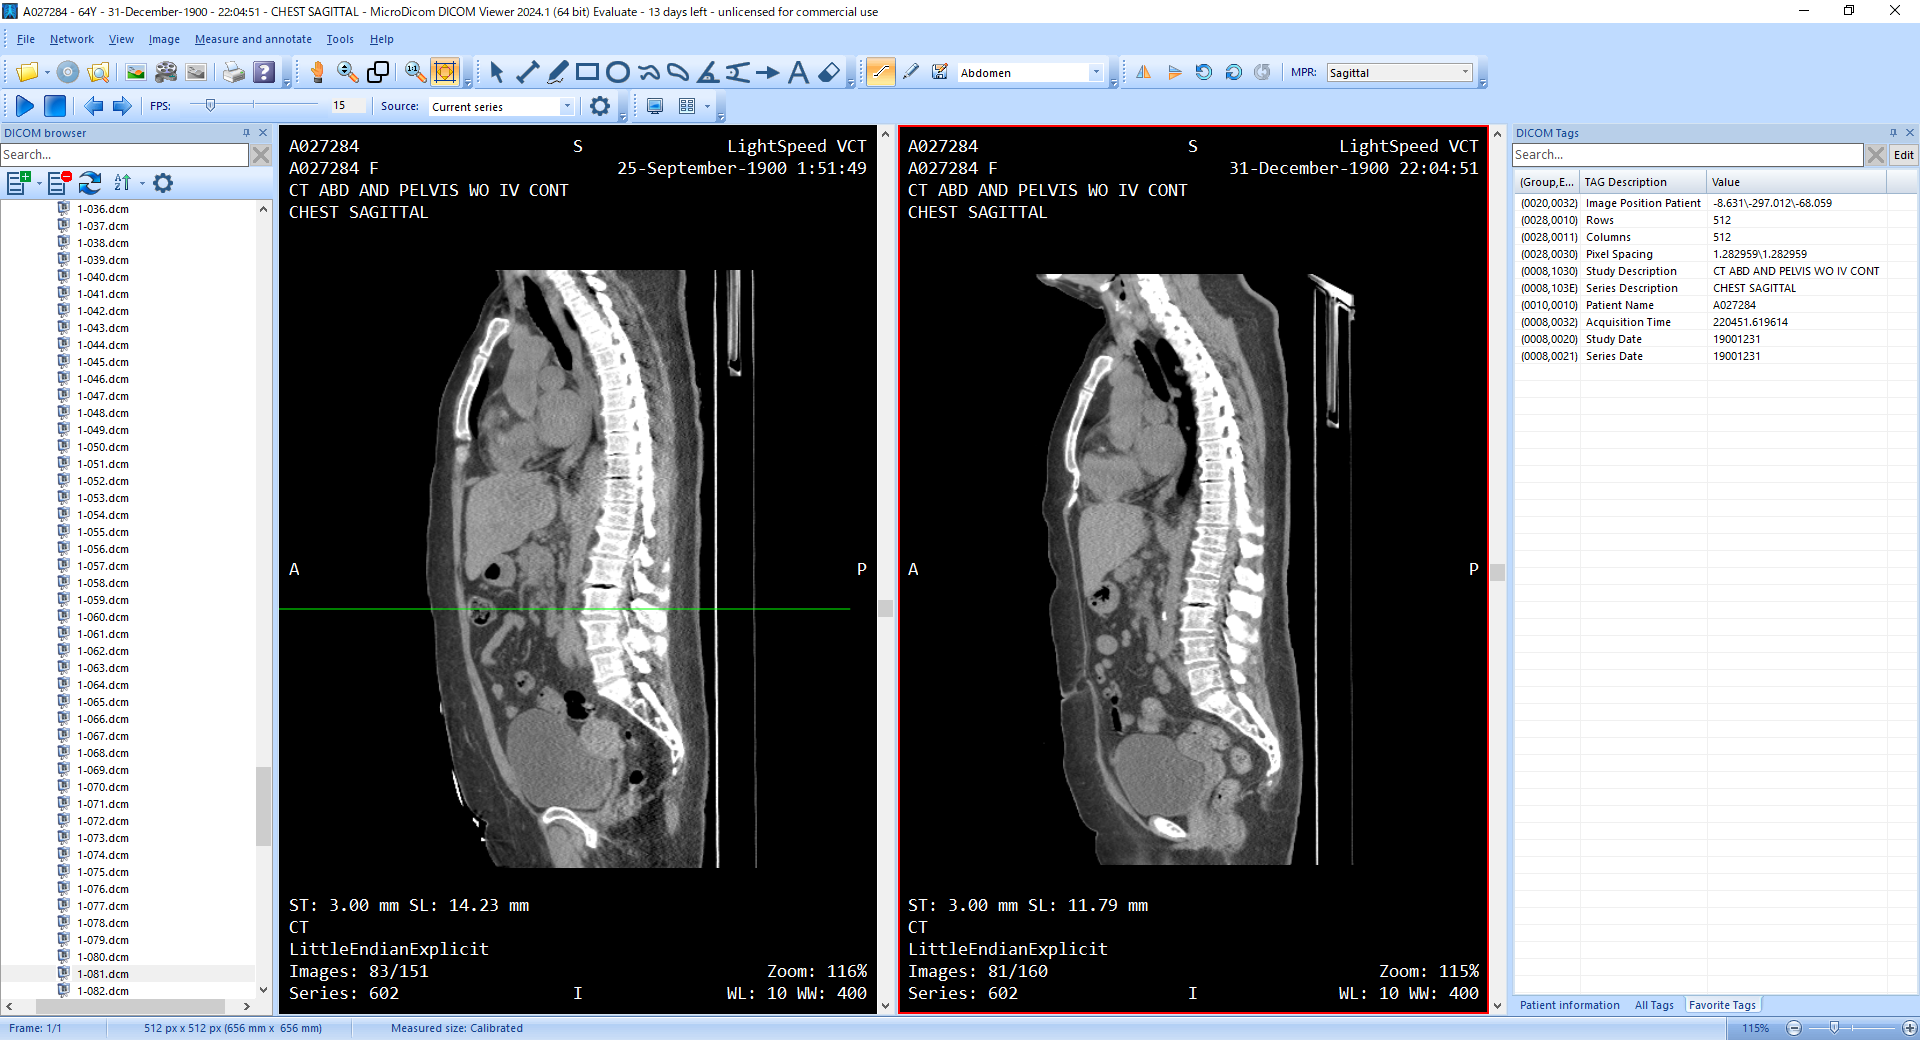 A027284 - 64Y - 31-December-1900 - 22:04:51 - CHEST SAGITTAL - MicroDicom DICOM Viewer 2024.1 (64 bit) Evaluate - 13 days left - unlicensed for commercial use
File Network View Image Measure and annotate Tools Help
1:1 Abdomen MPR: Sagittal
FPS: 15 Source: Current series
DICOM browser
Search...
1-036.dcm
1-037.dcm
1-038.dcm
1-039.dcm
1-040.dcm
1-041.dcm
1-042.dcm
1-043.dcm
1-044.dcm
1-045.dcm
1-046.dcm
1-047.dcm
1-048.dcm
1-049.dcm
1-050.dcm
1-051.dcm
1-052.dcm
1-053.dcm
1-054.dcm
1-055.dcm
1-056.dcm
1-057.dcm
1-058.dcm
1-059.dcm
1-060.dcm
1-061.dcm
1-062.dcm
1-063.dcm
1-064.dcm
1-065.dcm
1-066.dcm
1-067.dcm
1-068.dcm
1-069.dcm
1-070.dcm
1-071.dcm
1-072.dcm
1-073.dcm
1-074.dcm
1-075.dcm
1-076.dcm
1-077.dcm
1-078.dcm
1-079.dcm
1-080.dcm
1-081.dcm
1-082.dcm
A027284 S LightSpeed VCT
A027284 F 25-September-1900 1:51:49
CT ABD AND PELVIS WO IV CONT
CHEST SAGITTAL
A P
ST: 3.00 mm SL: 14.23 mm
CT
LittleEndianExplicit
Images: 83/151 Zoom: 116%
Series: 602 I WL: 10 WW: 400
A027284 S LightSpeed VCT
A027284 F 31-December-1900 22:04:51
CT ABD AND PELVIS WO IV CONT
CHEST SAGITTAL
A P
ST: 3.00 mm SL: 11.79 mm
CT
LittleEndianExplicit
Images: 81/160 Zoom: 115%
Series: 602 I WL: 10 WW: 400
DICOM Tags
Search... Edit
(Group,E... TAG Description Value
(0020,0032) Image Position Patient -8.631\-297.012\-68.059
(0028,0010) Rows 512
(0028,0011) Columns 512
(0028,0030) Pixel Spacing 1.282959\1.282959
(0008,1030) Study Description CT ABD AND PELVIS WO IV CONT
(0008,103E) Series Description CHEST SAGITTAL
(0010,0010) Patient Name A027284
(0008,0032) Acquisition Time 220451.619614
(0008,0020) Study Date 19001231
(0008,0021) Series Date 19001231
Patient information All Tags Favorite Tags
Frame: 1/1 512 px x 512 px (656 mm x 656 mm) Measured size: Calibrated 115%